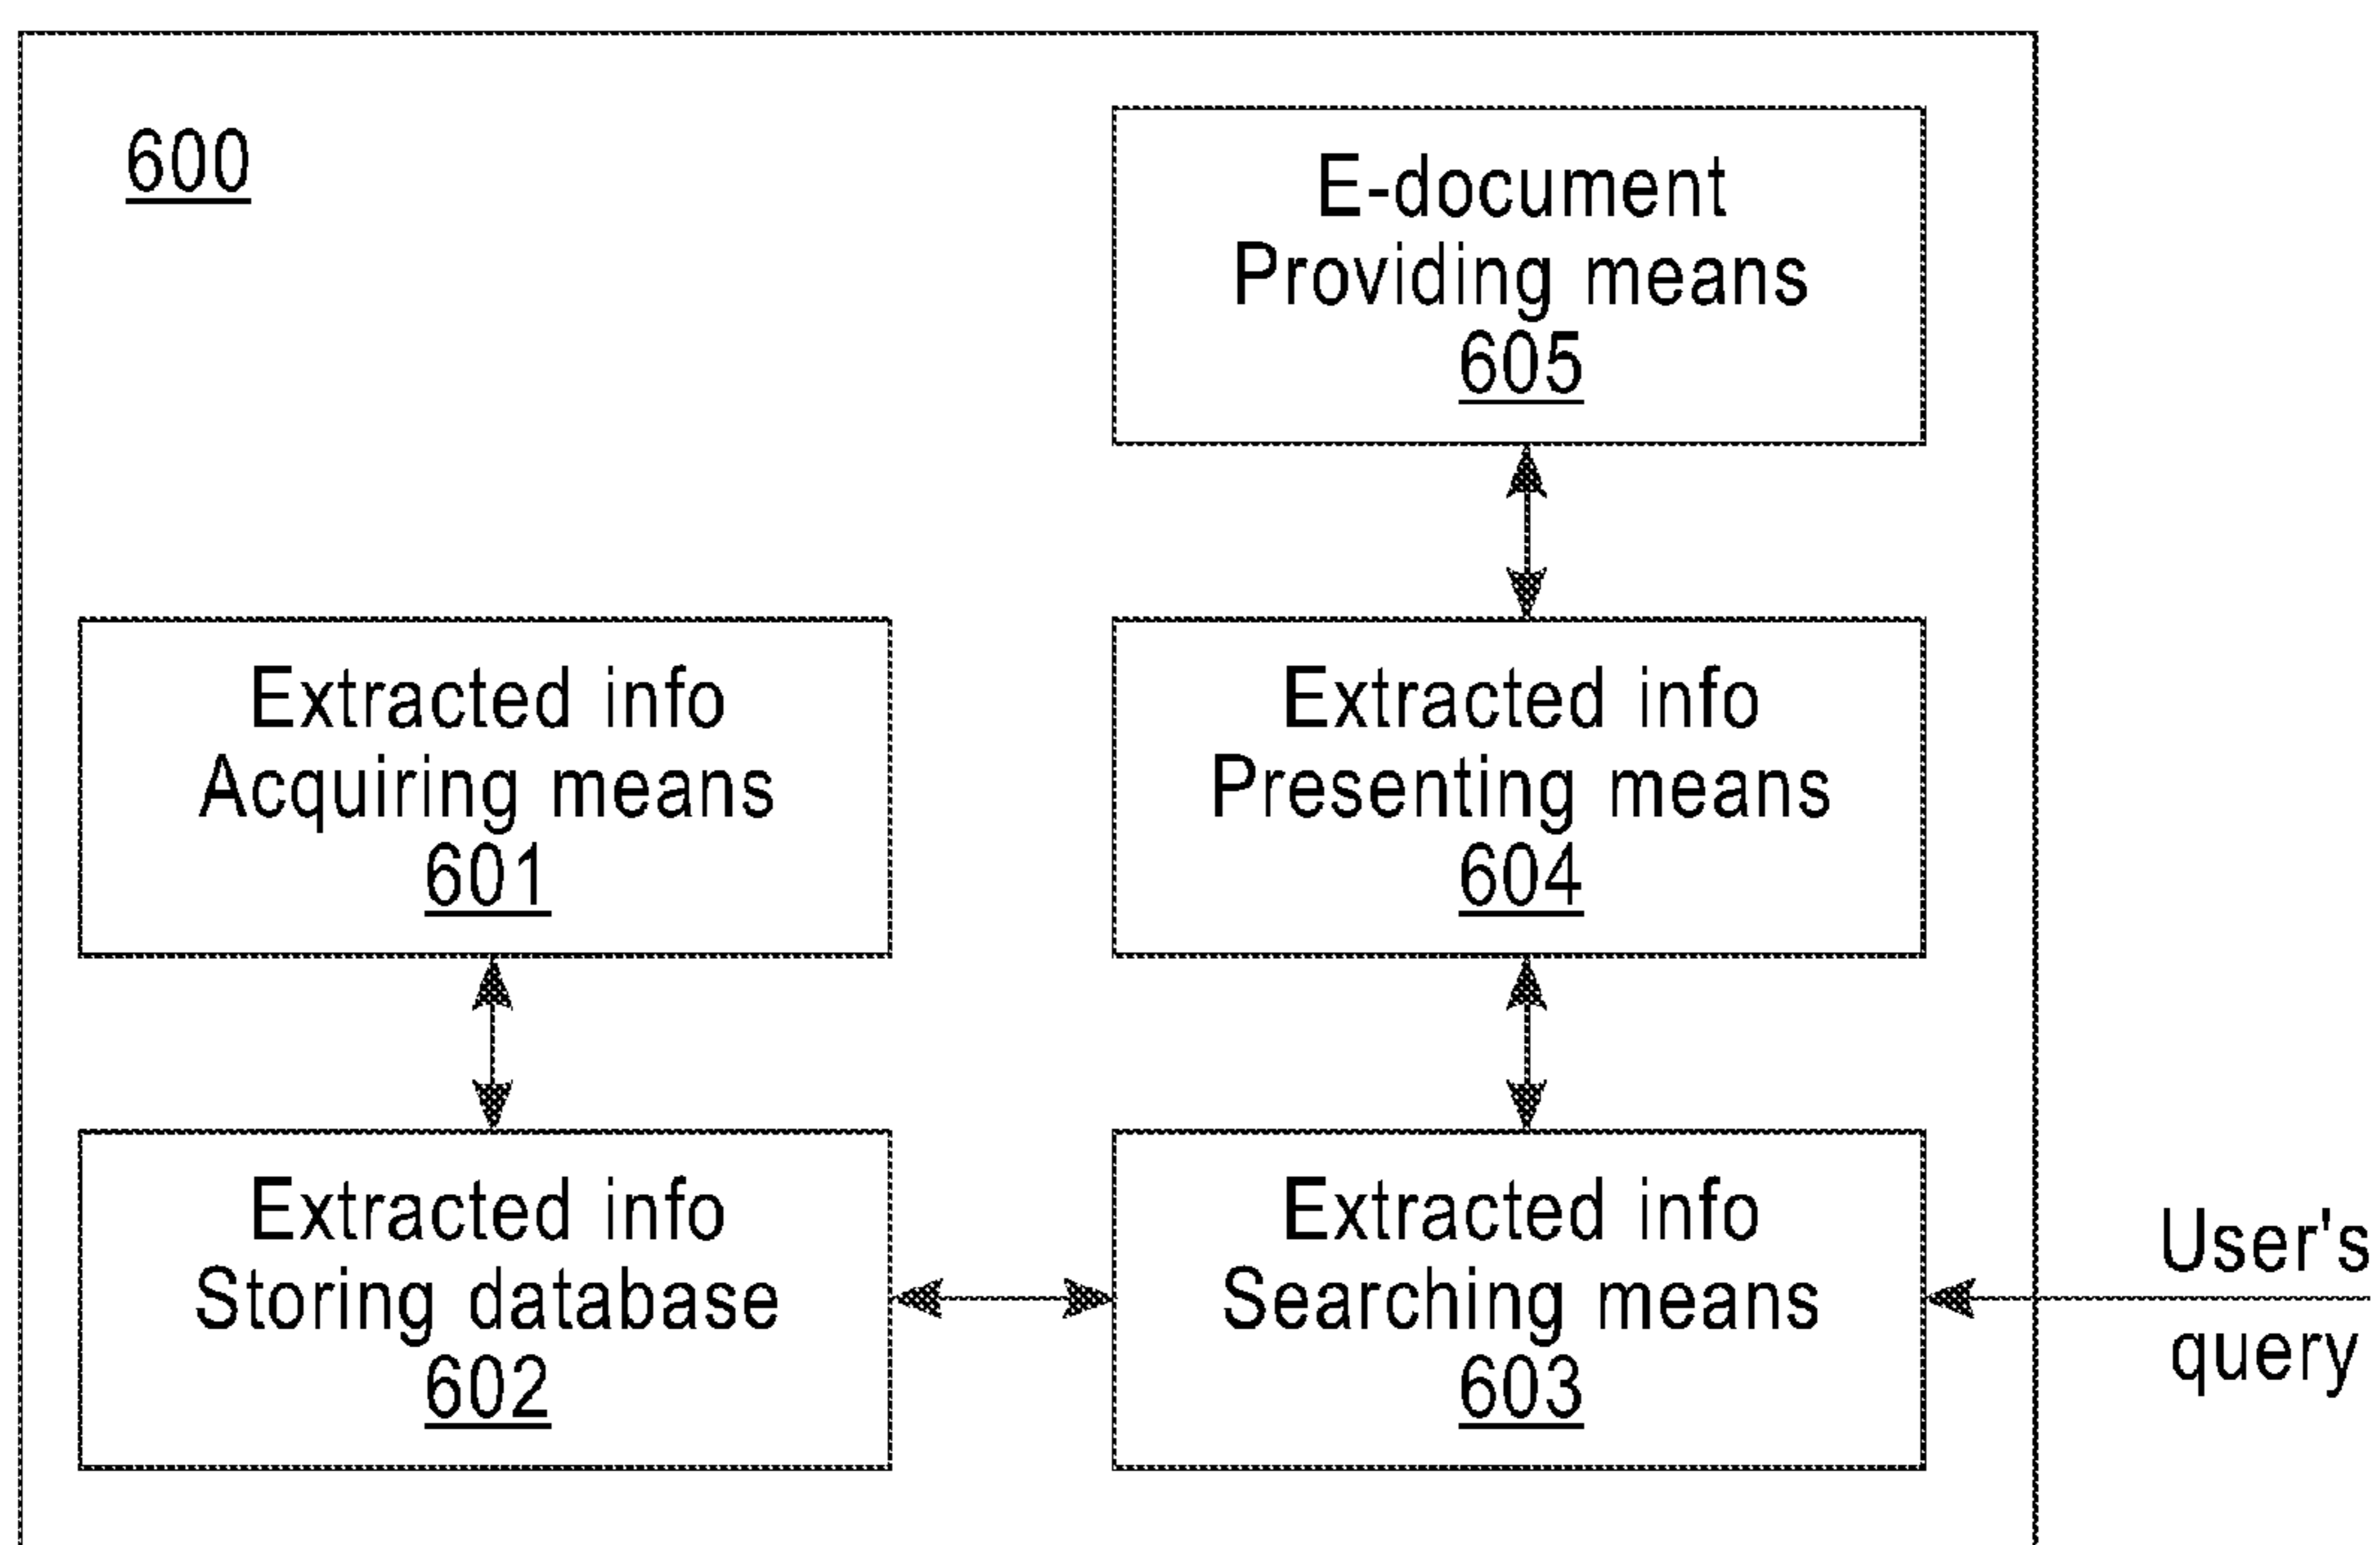 600
E-document
Providing means
605
Extracted info
Acquiring means
601
Extracted info
Presenting means
604
Extracted info
Storing database
602
Extracted info
Searching means
603
User's
query